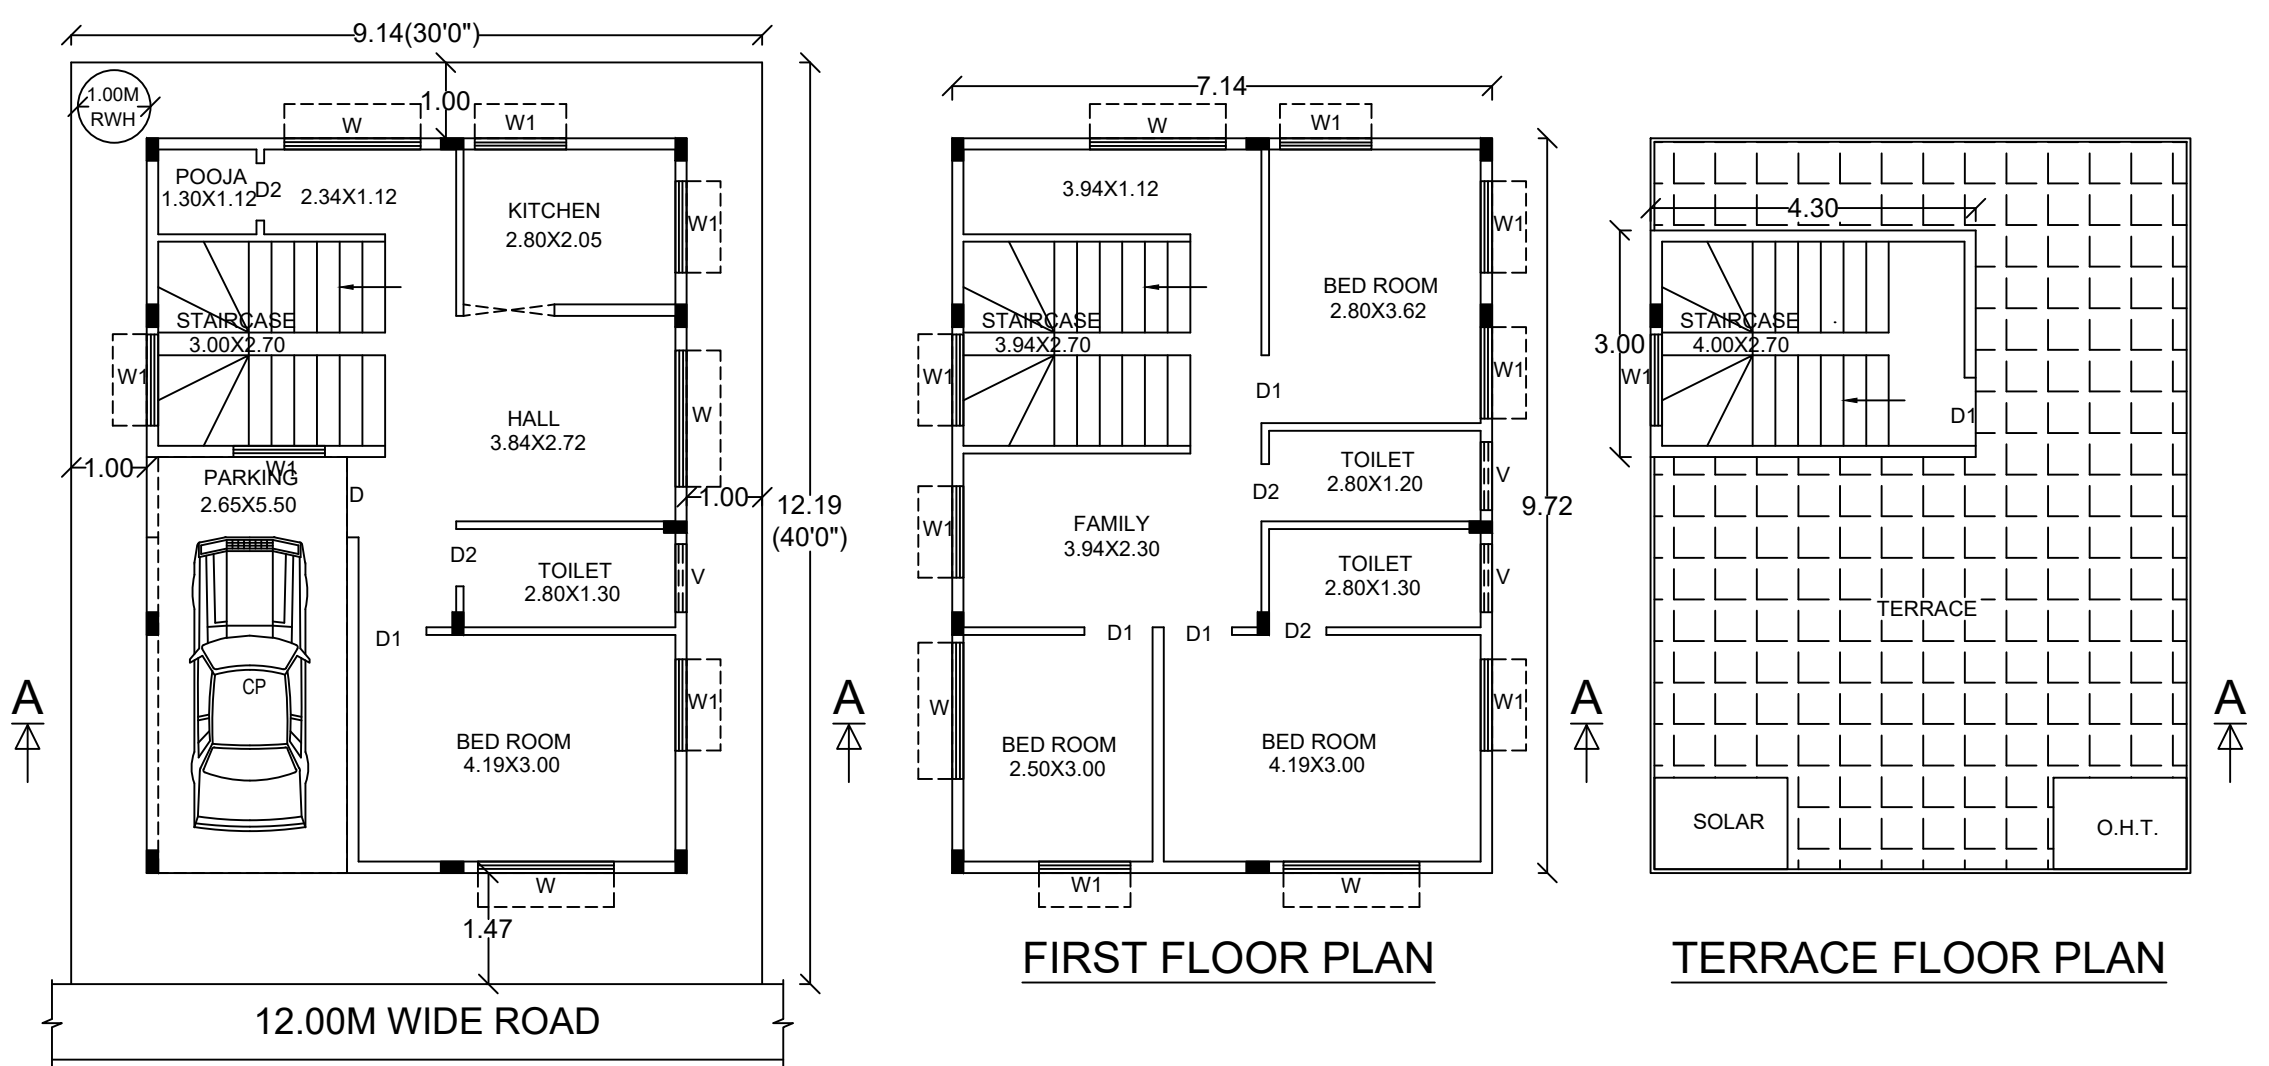 9.14(30'0")
1.00M
RWH
1.00
W
W1
POOJA
1.30X1.12
D2
2.34X1.12
KITCHEN
2.80X2.05
W1
STAIRCASE
3.00X2.70
W1
HALL
3.84X2.72
W
1.00
W1
PARKING
2.65X5.50
D
1.00
12.19
(40'0")
D2
TOILET
2.80X1.30
V
D1
CP
A
A
BED ROOM
4.19X3.00
W1
W
1.47
12.00M WIDE ROAD
7.14
W
W1
3.94X1.12
W1
BED ROOM
2.80X3.62
STAIRCASE
3.94X2.70
W1
W1
D1
TOILET
2.80X1.20
V
D2
9.72
W1
FAMILY
3.94X2.30
TOILET
2.80X1.30
V
D1
D1
D2
W
W1
A
BED ROOM
2.50X3.00
BED ROOM
4.19X3.00
W1
W
FIRST FLOOR PLAN
4.30
STAIRCASE
4.00X2.70
3.00
W1
D1
TERRACE
A
SOLAR
O.H.T.
TERRACE FLOOR PLAN